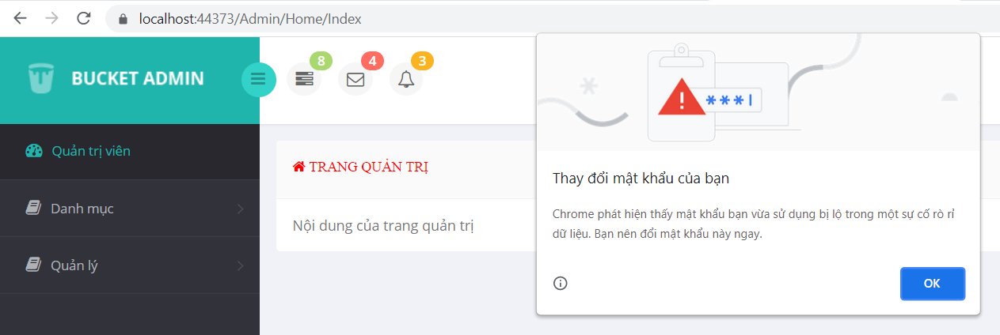 localhost:44373/Admin/Home/Index
BUCKET ADMIN
8
4
3
***
Quản trị viên
TRANG QUẢN TRỊ
Danh mục
Nội dung của trang quản trị
Quản lý
Thay đổi mật khẩu của bạn
Chrome phát hiện thấy mật khẩu bạn vừa sử dụng bị lộ trong một sự cố rò rỉ
dữ liệu. Bạn nên đổi mật khẩu này ngay.
OK